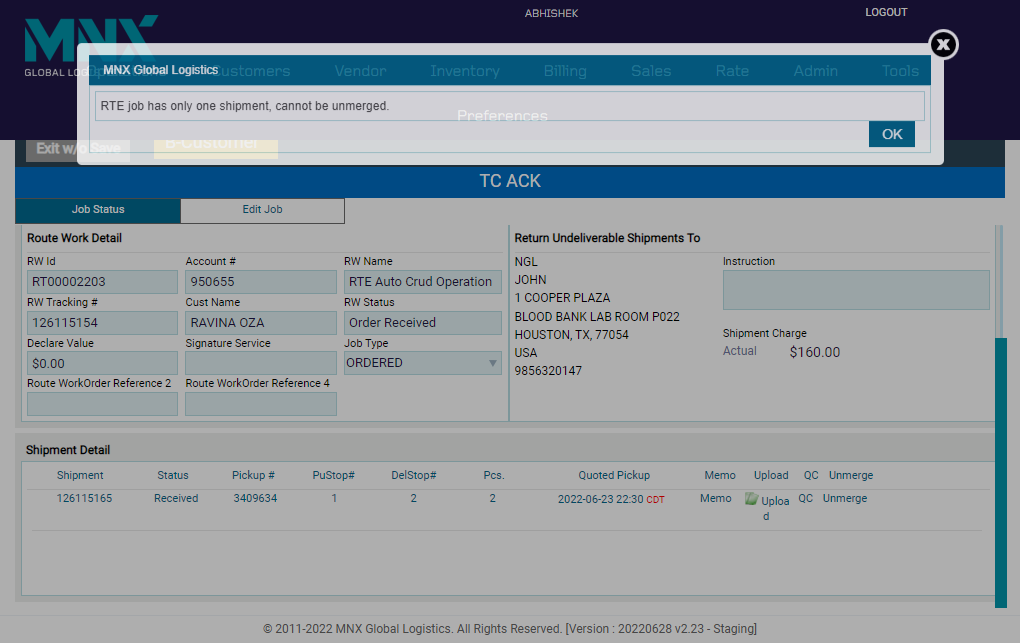 ABHISHEK
LOGOUT
MNX
GLOBAL LOG
MNX Global Logistics
Customers Vendor Inventory Billing Sales Rate Admin Tools
RTE job has only one shipment, cannot be unmerged.
Preferences
OK
Exit w/o Save B-Customer
TC ACK
Job Status Edit Job
Route Work Detail
RW Id Account # RW Name
RT00002203 950655 RTE Auto Crud Operation
RW Tracking # Cust Name RW Status
126115154 RAVINA OZA Order Received
Declare Value Signature Service Job Type
$0.00 ORDERED
Route WorkOrder Reference 2 Route WorkOrder Reference 4
Return Undeliverable Shipments To
NGL
JOHN
1 COOPER PLAZA
BLOOD BANK LAB ROOM P022
HOUSTON, TX, 77054
USA
9856320147
Instruction
Shipment Charge
Actual $160.00
Shipment Detail
Shipment Status Pickup # PuStop# DelStop# Pcs. Quoted Pickup Memo Upload QC Unmerge
126115165 Received 3409634 1 2 2 2022-06-23 22:30 CDT Memo Uploa QC Unmerge
d
© 2011-2022 MNX Global Logistics. All Rights Reserved. [Version : 20220628 v2.23 - Staging]